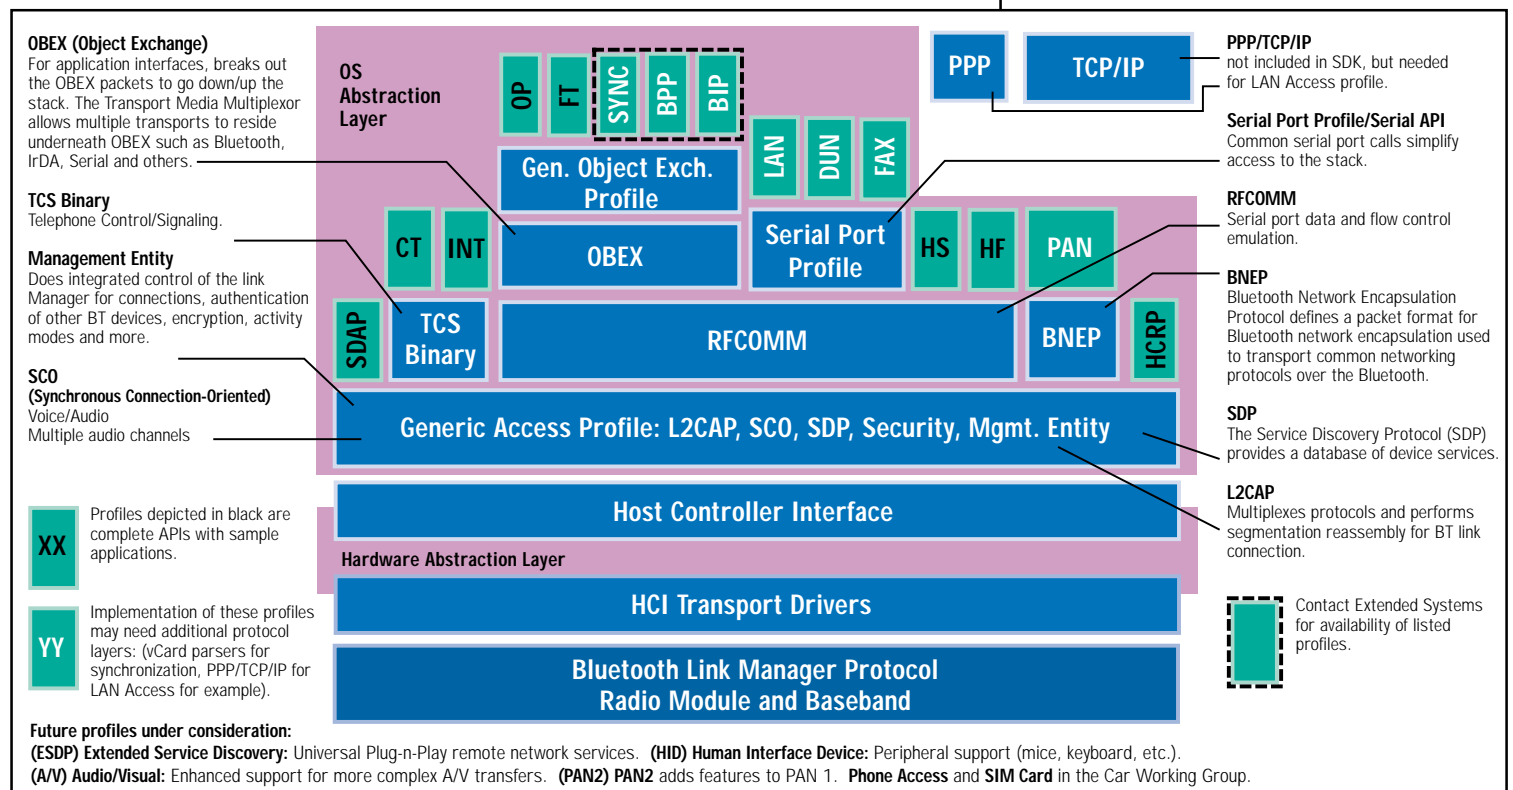 OBEX (Object Exchange)
For application interfaces, breaks out
the OBEX packets to go down/up the
stack. The Transport Media Multiplexor
allows multiple transports to reside
underneath OBEX such as Bluetooth,
IrDA, Serial and others.
TCS Binary
Telephone Control/Signaling.
Management Entity
Does integrated control of the link
Manager for connections, authentication
of other BT devices, encryption, activity
modes and more.
SCO
(Synchronous Connection-Oriented)
Voice/Audio
Multiple audio channels
XX
Profiles depicted in black are
complete APIs with sample
applications.
YY
Implementation of these profiles
may need additional protocol
layers: (vCard parsers for
synchronization, PPP/TCP/IP for
LAN Access for example).
OS
Abstraction
Layer
OP
FT
SYNC
BPP
BIP
Gen. Object Exch.
Profile
LAN
DUN
FAX
CT
INT
OBEX
Serial Port
Profile
HS
HF
PAN
SDAP
TCS
Binary
RFCOMM
BNEP
HCRP
Generic Access Profile: L2CAP, SCO, SDP, Security, Mgmt. Entity
Host Controller Interface
Hardware Abstraction Layer
HCI Transport Drivers
Bluetooth Link Manager Protocol
Radio Module and Baseband
PPP
TCP/IP
PPP/TCP/IP
not included in SDK, but needed
for LAN Access profile.
Serial Port Profile/Serial API
Common serial port calls simplify
access to the stack.
RFCOMM
Serial port data and flow control
emulation.
BNEP
Bluetooth Network Encapsulation
Protocol defines a packet format for
Bluetooth network encapsulation used
to transport common networking
protocols over the Bluetooth.
SDP
The Service Discovery Protocol (SDP)
provides a database of device services.
L2CAP
Multiplexes protocols and performs
segmentation reassembly for BT link
connection.
Contact Extended Systems
for availability of listed
profiles.
Future profiles under consideration:
(ESDP) Extended Service Discovery: Universal Plug-n-Play remote network services. (HID) Human Interface Device: Peripheral support (mice, keyboard, etc.).
(A/V) Audio/Visual: Enhanced support for more complex A/V transfers. (PAN2) PAN2 adds features to PAN 1. Phone Access and SIM Card in the Car Working Group.